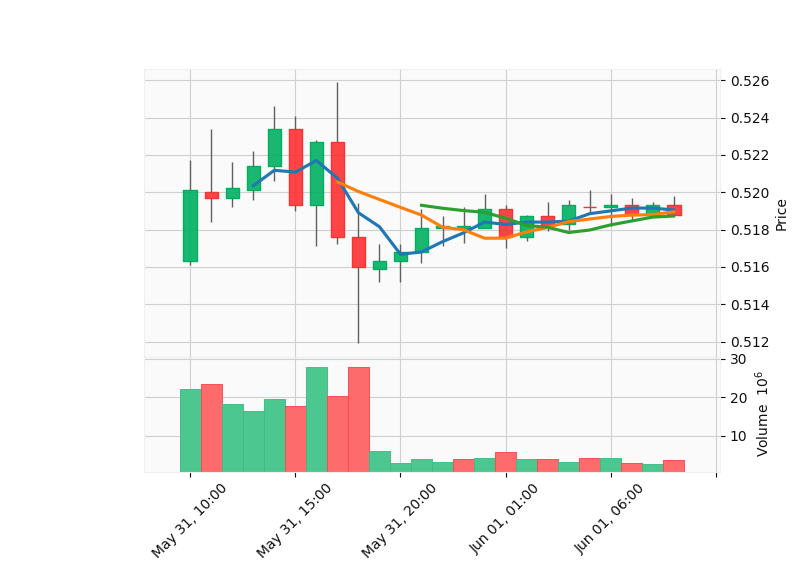 0.526
0.524
0.522
0.520
0.518
0.516
0.514
0.512
Price
30
20
10
Volume 10^6
May 31, 10:00
May 31, 15:00
May 31, 20:00
Jun 01, 01:00
Jun 01, 06:00